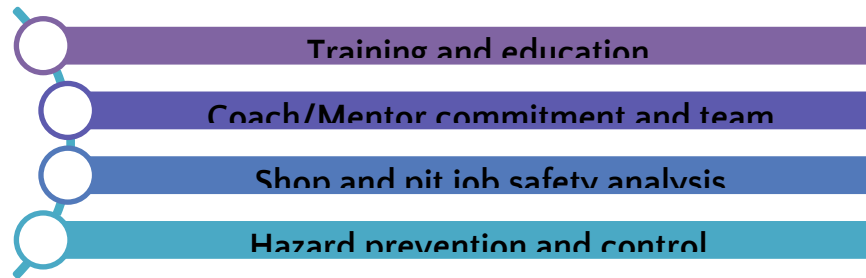 Training and education
Coach/Mentor commitment and team
Shop and pit job safety analysis
Hazard prevention and control